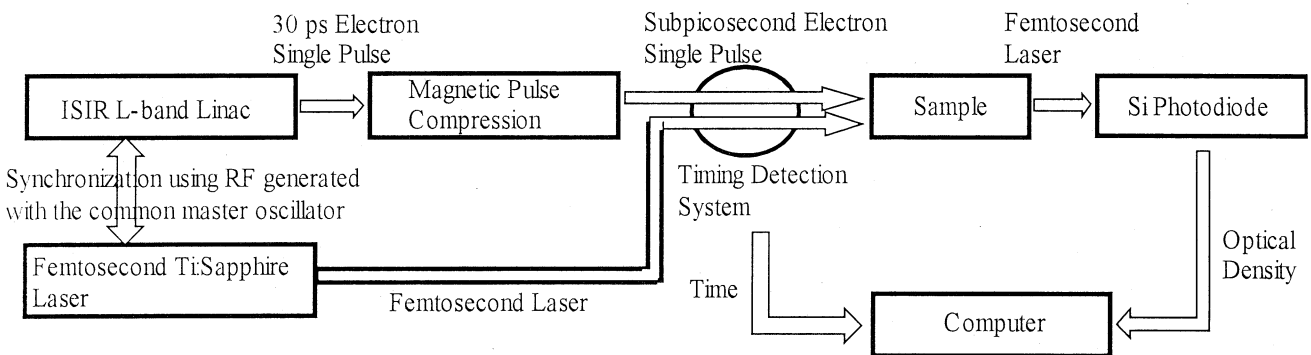 30 ps Electron
Single Pulse
Subpicosecond Electron
Single Pulse
Femtosecond
Laser
ISIR L-band Linac
Magnetic Pulse
Compression
Sample
Si Photodiode
Synchronization using RF generated
with the common master oscillator
Timing Detection
System
Femtosecond Ti:Sapphire
Laser
Femtosecond Laser
Time
Optical
Density
Computer